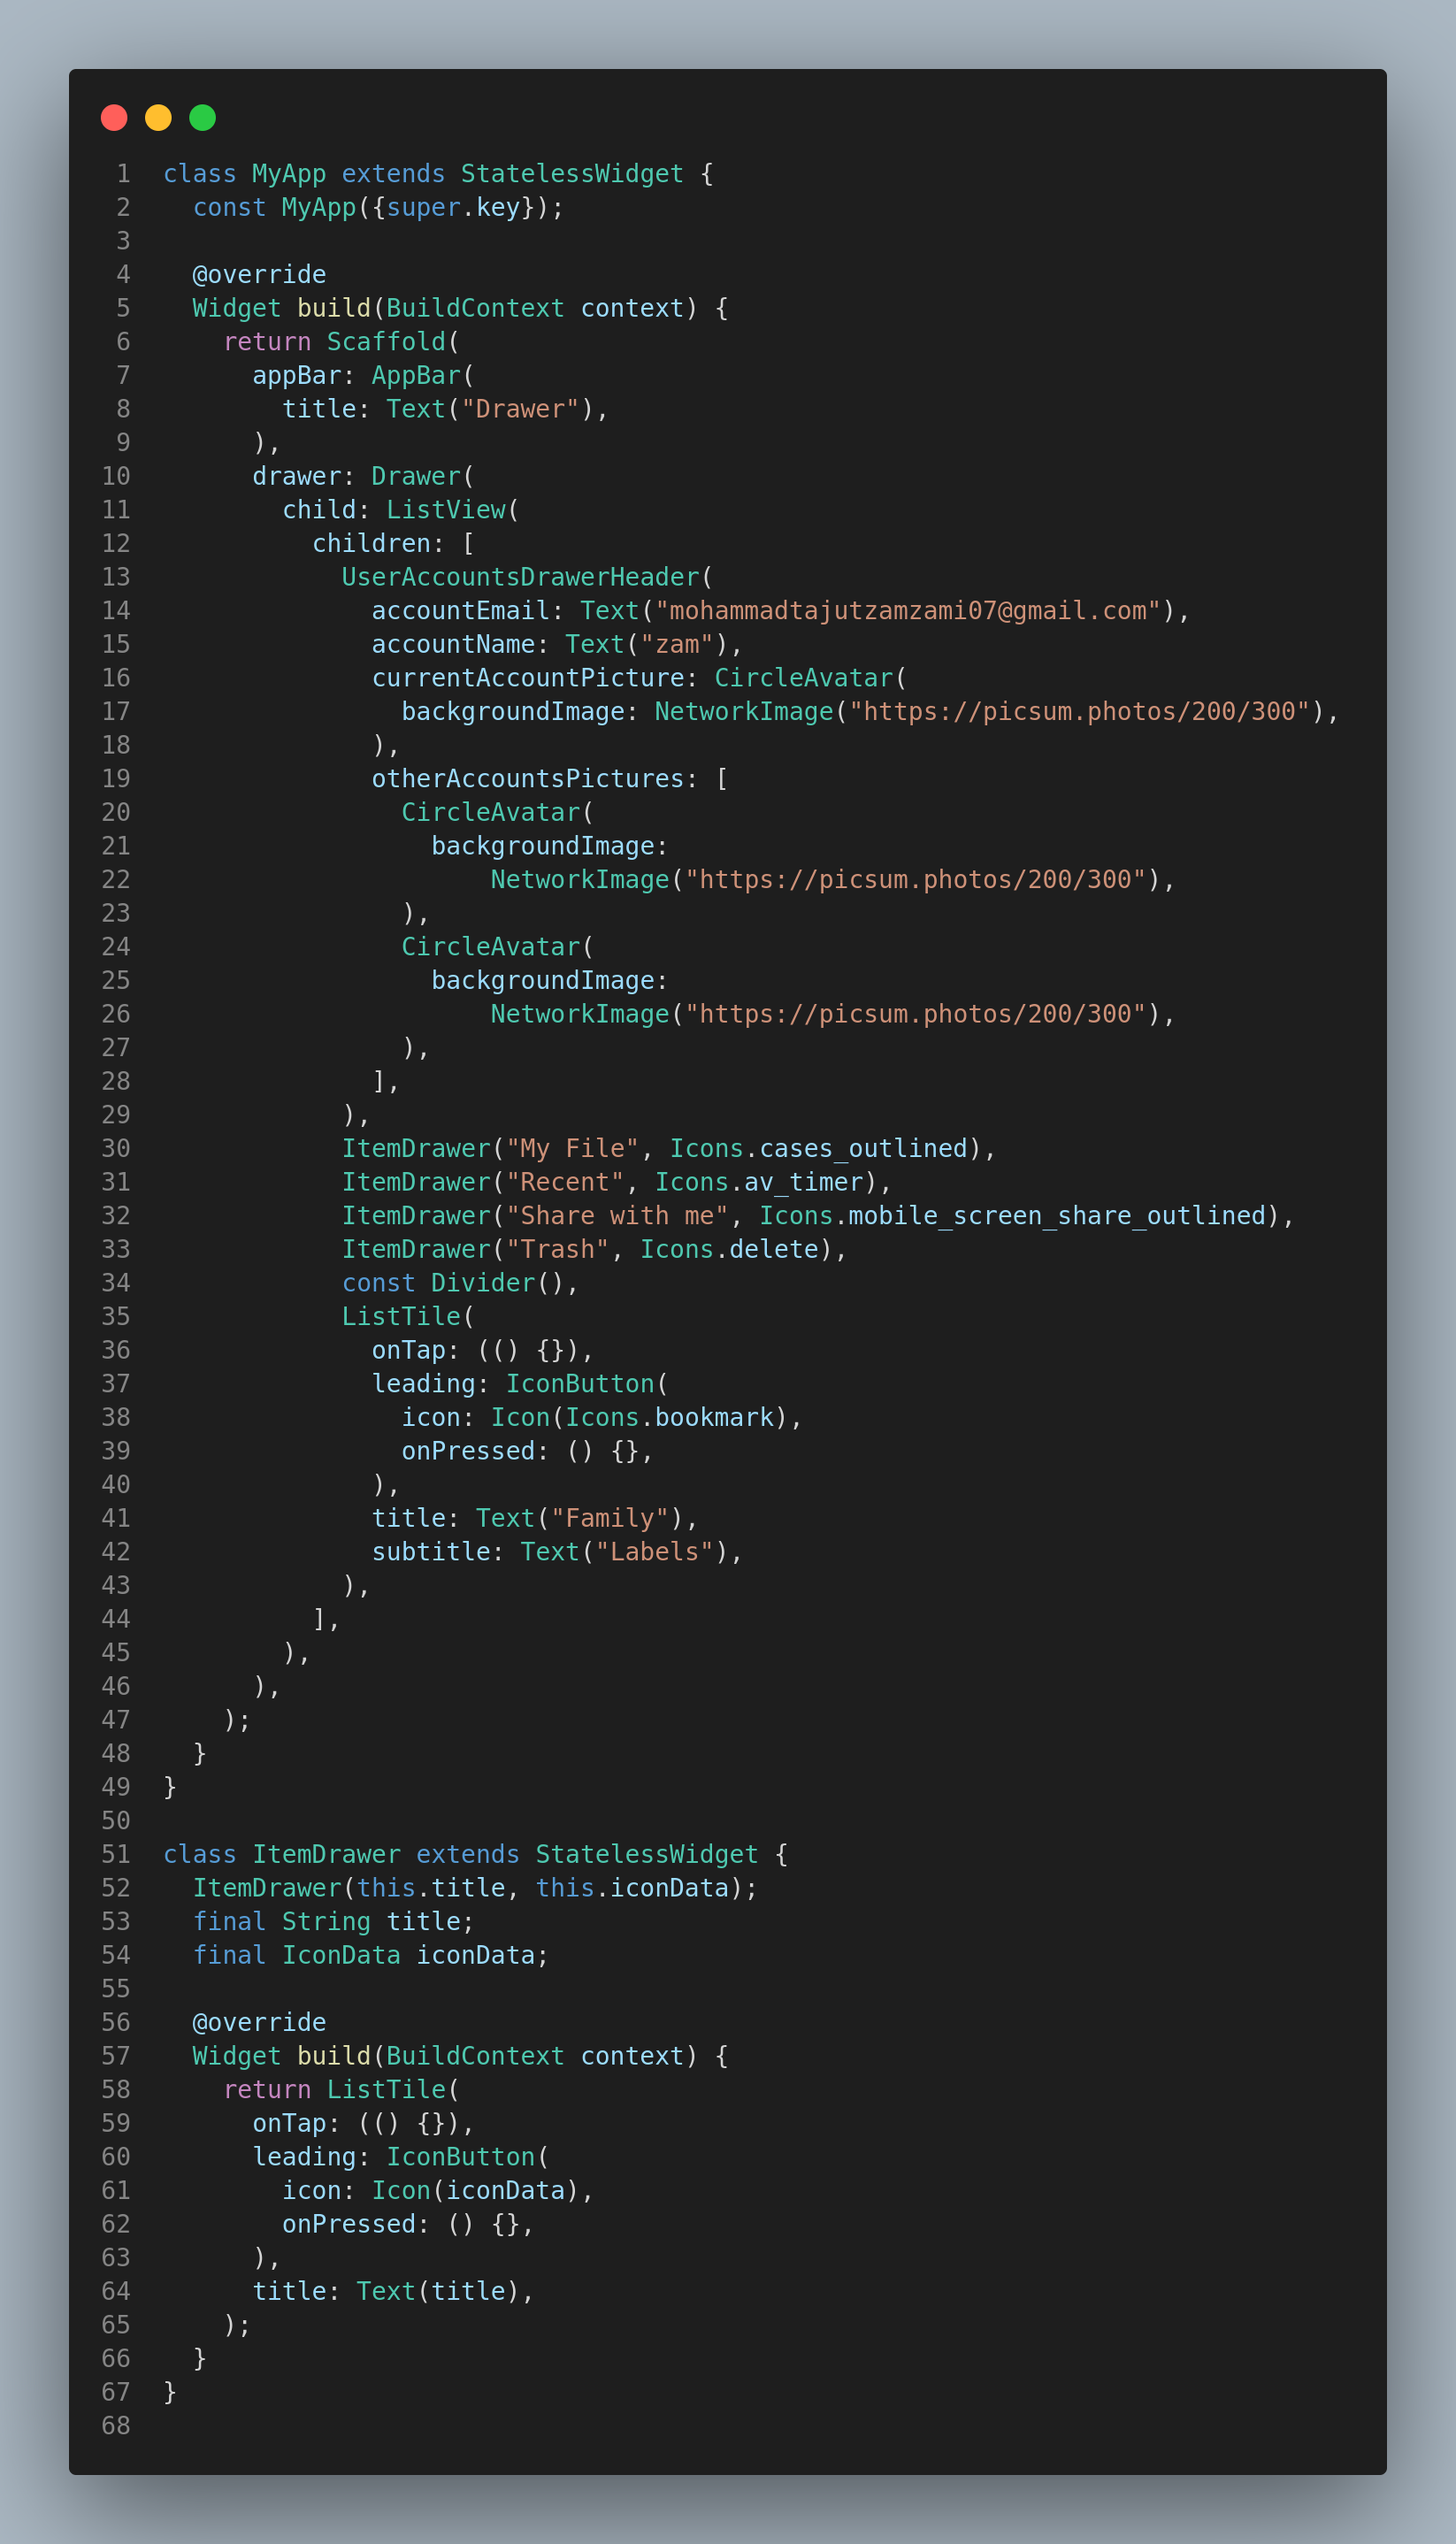 1 class MyApp extends StatelessWidget {
2   const MyApp({super.key});
3
4   @override
5   Widget build(BuildContext context) {
6     return Scaffold(
7       appBar: AppBar(
8         title: Text("Drawer"),
9       ),
10       drawer: Drawer(
11         child: ListView(
12           children: [
13             UserAccountsDrawerHeader(
14               accountEmail: Text("mohammadtajutzamzami07@gmail.com"),
15               accountName: Text("zam"),
16               currentAccountPicture: CircleAvatar(
17                 backgroundImage: NetworkImage("https://picsum.photos/200/300"),
18               ),
19               otherAccountsPictures: [
20                 CircleAvatar(
21                   backgroundImage:
22                       NetworkImage("https://picsum.photos/200/300"),
23                 ),
24                 CircleAvatar(
25                   backgroundImage:
26                       NetworkImage("https://picsum.photos/200/300"),
27                 ),
28               ],
29             ),
30             ItemDrawer("My File", Icons.cases_outlined),
31             ItemDrawer("Recent", Icons.av_timer),
32             ItemDrawer("Share with me", Icons.mobile_screen_share_outlined),
33             ItemDrawer("Trash", Icons.delete),
34             const Divider(),
35             ListTile(
36               onTap: (() {}),
37               leading: IconButton(
38                 icon: Icon(Icons.bookmark),
39                 onPressed: () {},
40               ),
41               title: Text("Family"),
42               subtitle: Text("Labels"),
43             ),
44           ],
45         ),
46       ),
47     );
48   }
49 }
50
51 class ItemDrawer extends StatelessWidget {
52   ItemDrawer(this.title, this.iconData);
53   final String title;
54   final IconData iconData;
55
56   @override
57   Widget build(BuildContext context) {
58     return ListTile(
59       onTap: (() {}),
60       leading: IconButton(
61         icon: Icon(iconData),
62         onPressed: () {},
63       ),
64       title: Text(title),
65     );
66   }
67 }
68